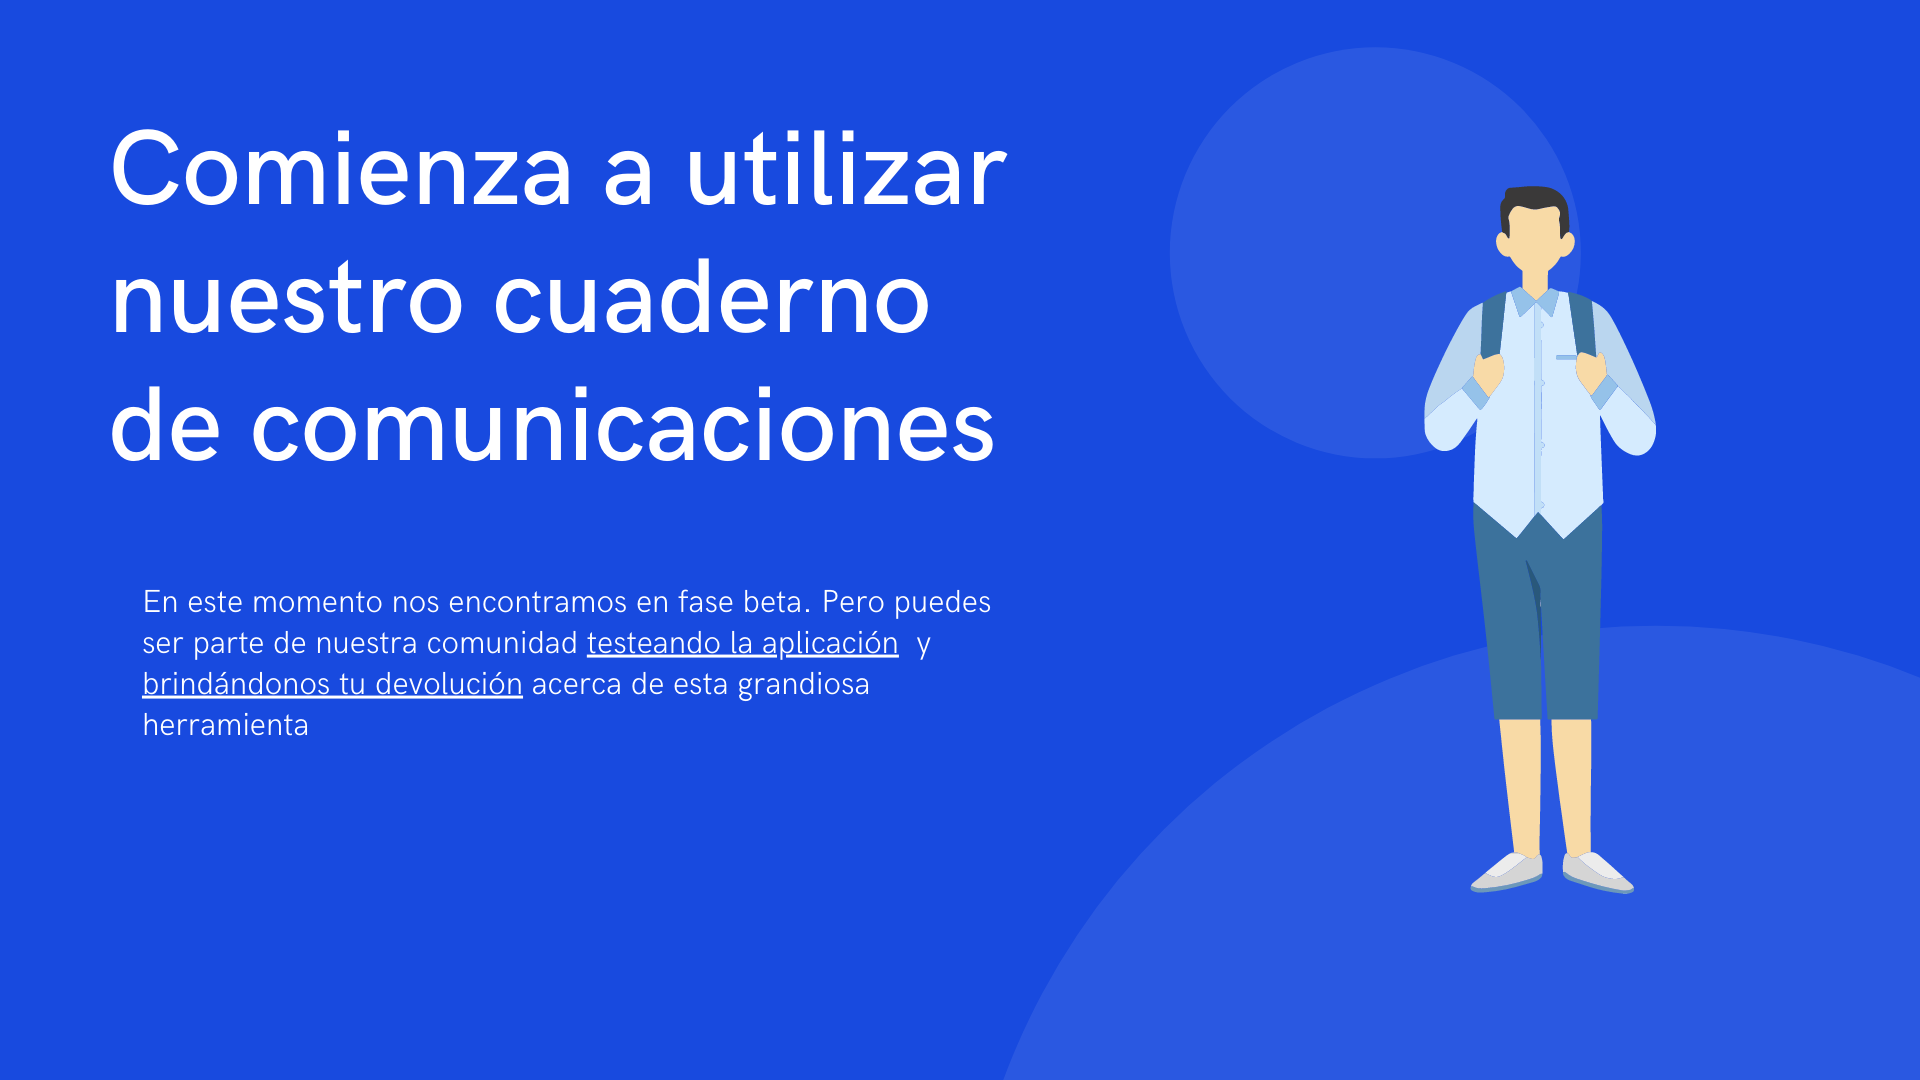 Comienza a utilizar
nuestro cuaderno
de comunicaciones
En este momento nos encontramos en fase beta. Pero puedes
ser parte de nuestra comunidad testeando la aplicación y
brindándonos tu devolución acerca de esta grandiosa
herramienta